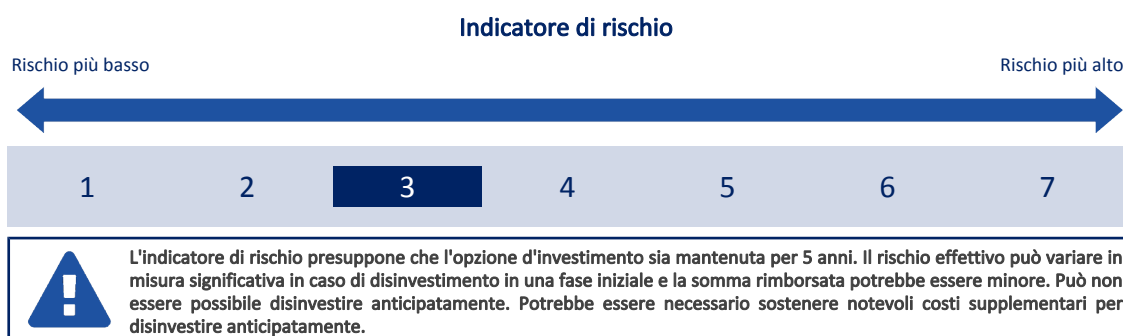 Indicatore di rischio
Rischio più basso
Rischio più alto
1 2 3 4 5 6 7
L'indicatore di rischio presuppone che l'opzione d'investimento sia mantenuta per 5 anni. Il rischio effettivo può variare in
misura significativa in caso di disinvestimento in una fase iniziale e la somma rimborsata potrebbe essere minore. Può non
essere possibile disinvestire anticipatamente. Potrebbe essere necessario sostenere notevoli costi supplementari per
disinvestire anticipatamente.